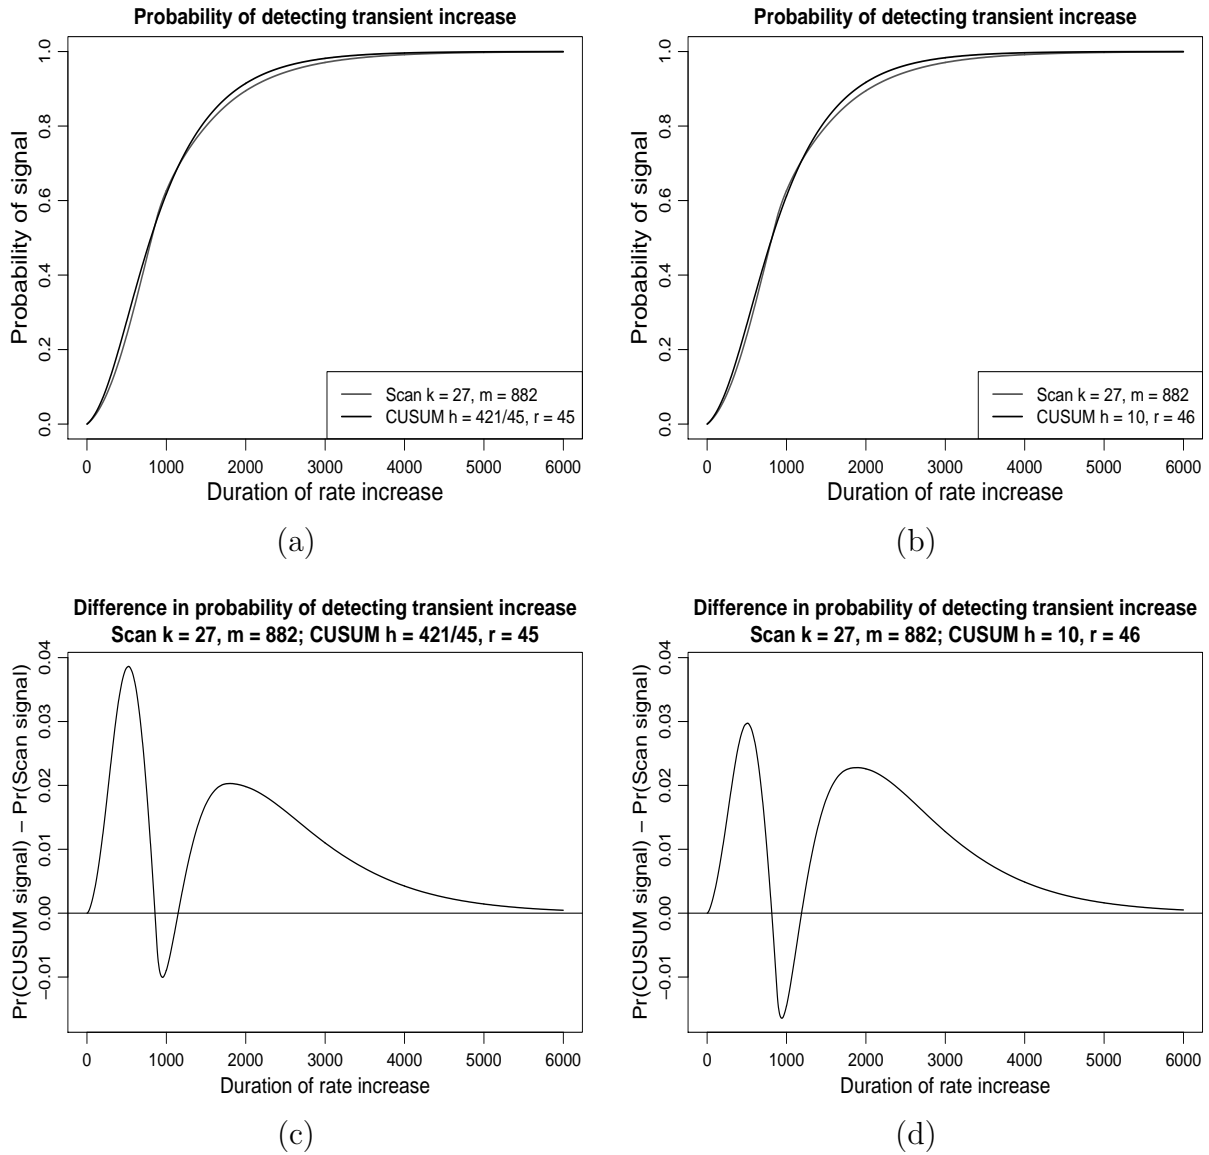 Probability of detecting transient increase
Probability of signal
1.0
0.8
0.6
0.4
0.2
0.0
Scan k = 27, m = 882
CUSUM h = 421/45, r = 45
0 1000 2000 3000 4000 5000 6000
Duration of rate increase
(a)
Probability of detecting transient increase
Probability of signal
1.0
0.8
0.6
0.4
0.2
0.0
Scan k = 27, m = 882
CUSUM h = 10, r = 46
0 1000 2000 3000 4000 5000 6000
Duration of rate increase
(b)
Difference in probability of detecting transient increase
Scan k = 27, m = 882; CUSUM h = 421/45, r = 45
Pr(CUSUM signal) − Pr(Scan signal)
0.04
0.03
0.02
0.01
0.00
−0.01
0 1000 2000 3000 4000 5000 6000
Duration of rate increase
(c)
Difference in probability of detecting transient increase
Scan k = 27, m = 882; CUSUM h = 10, r = 46
Pr(CUSUM signal) − Pr(Scan signal)
0.04
0.03
0.02
0.01
0.00
−0.01
0 1000 2000 3000 4000 5000 6000
Duration of rate increase
(d)